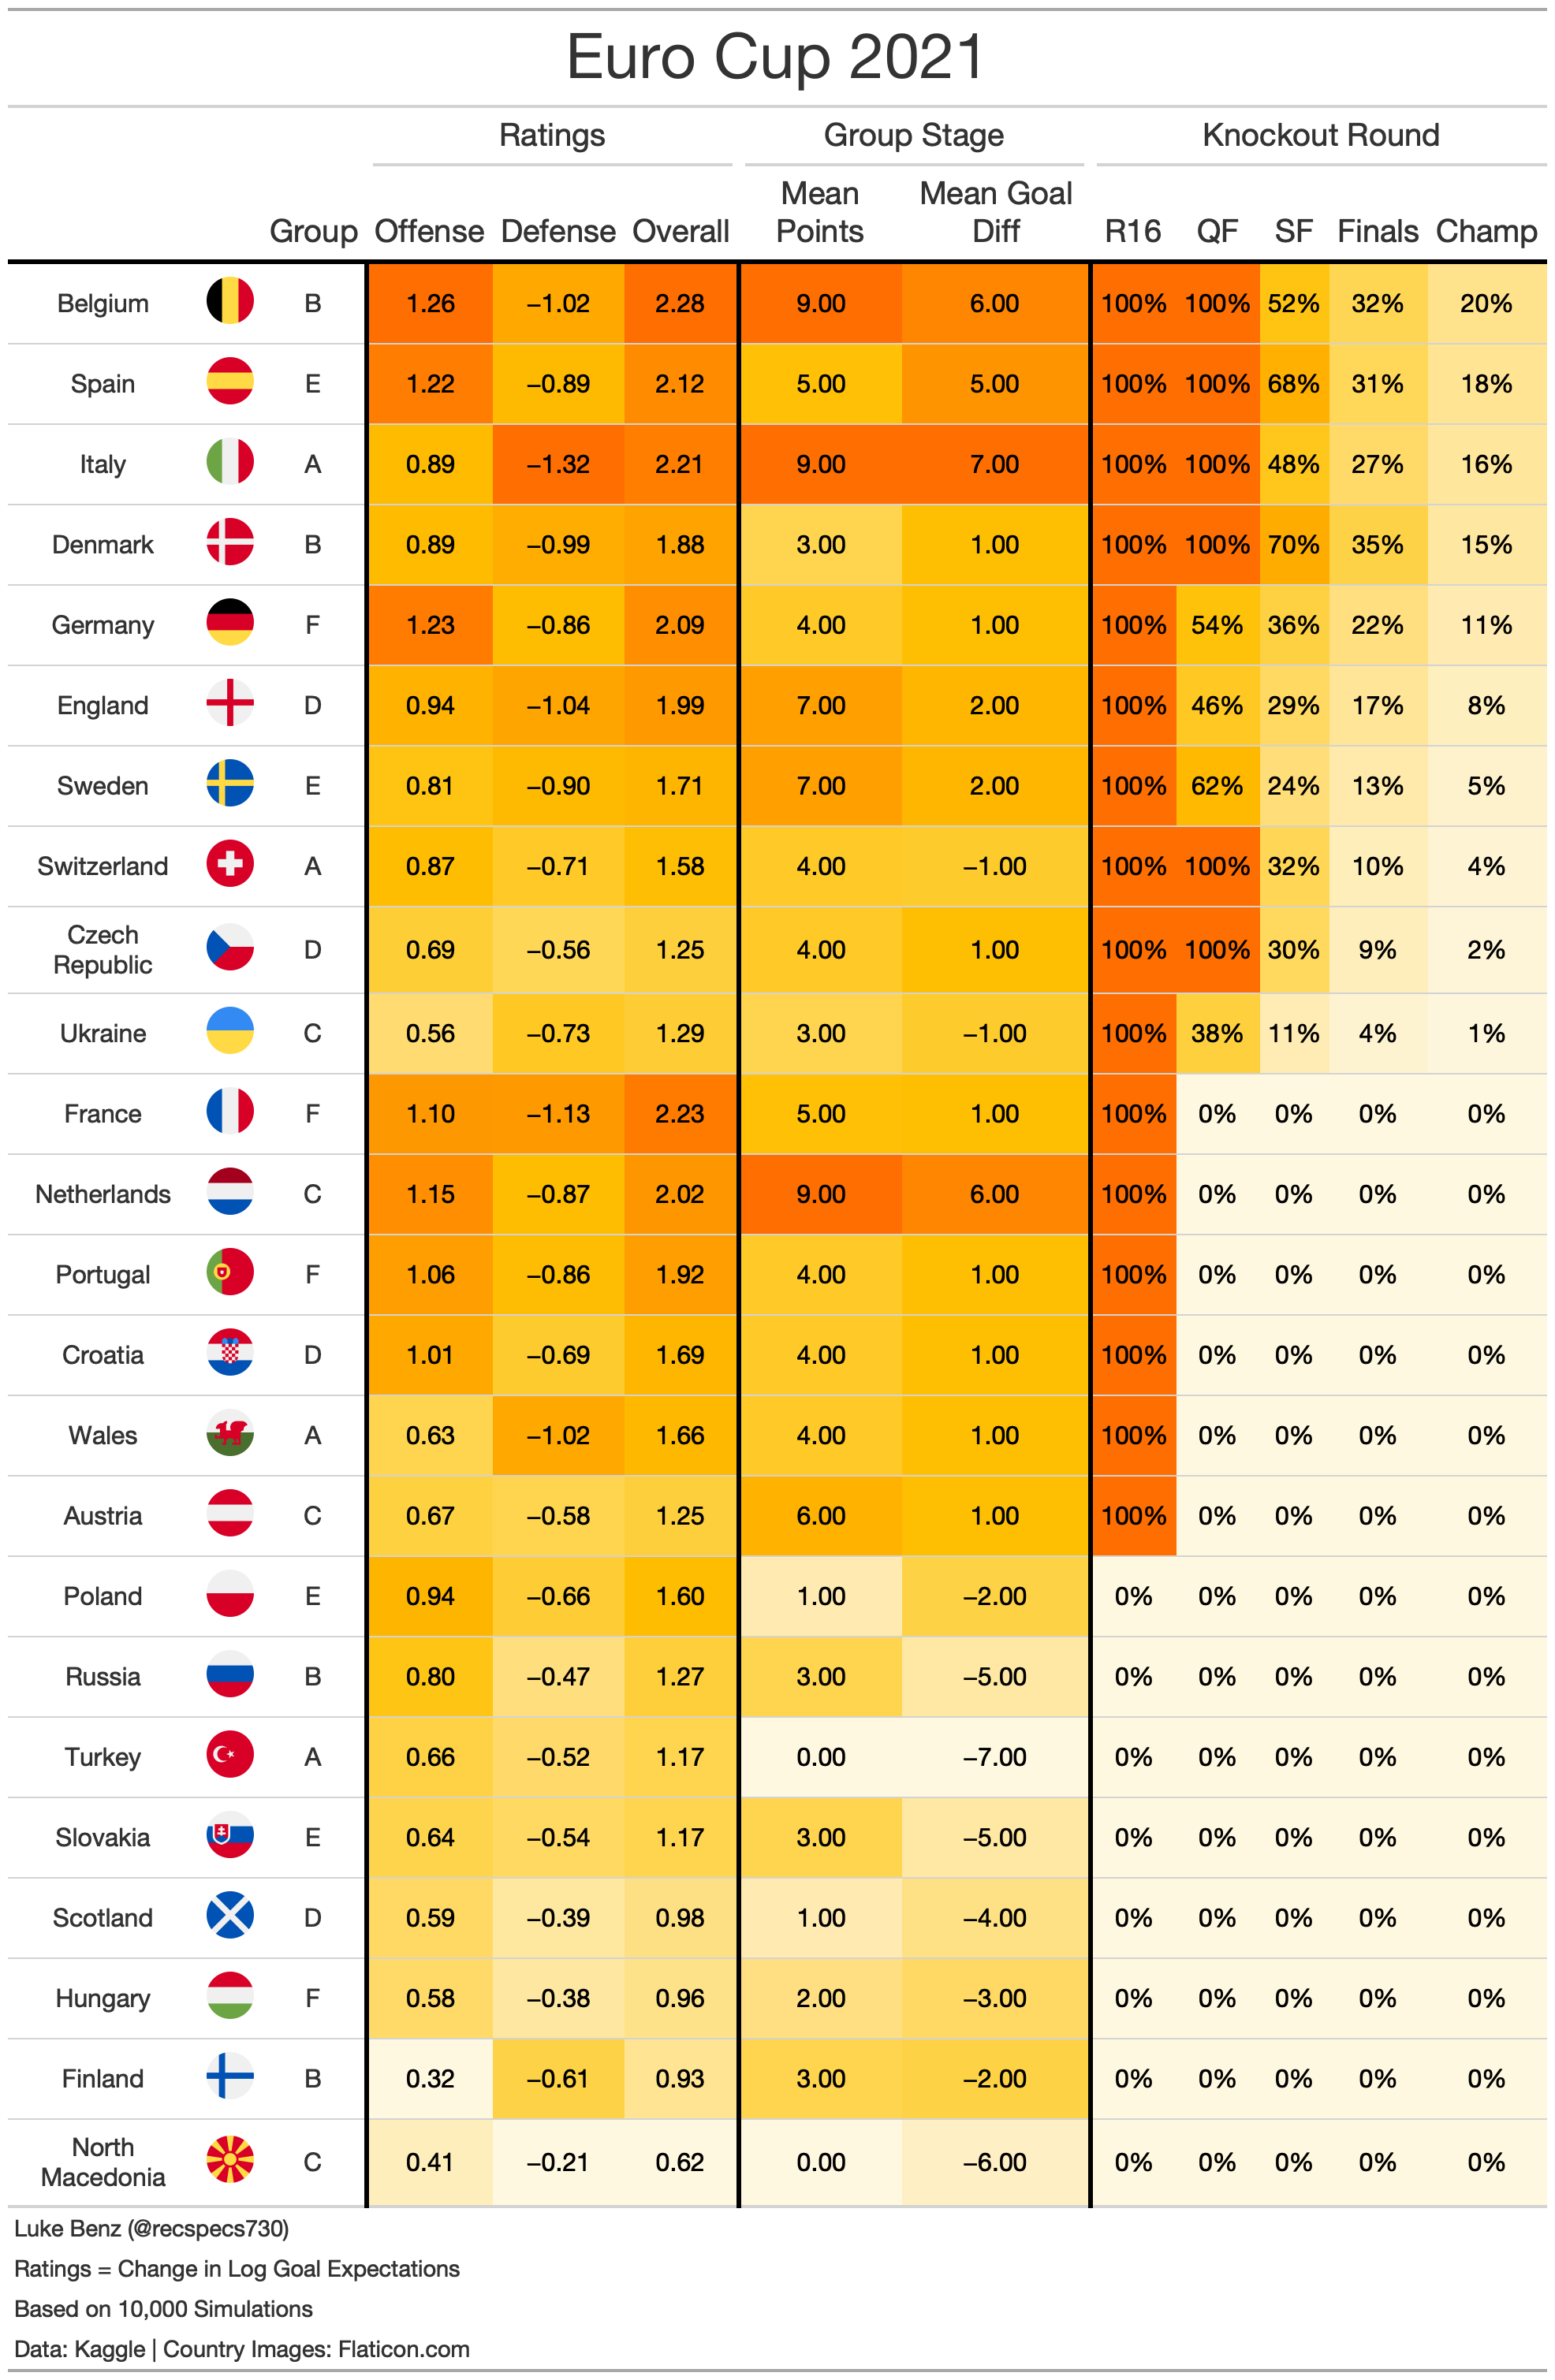 Euro Cup 2021
Ratings Group Stage Knockout Round
Group Offense Defense Overall Mean Points Mean Goal Diff R16 QF SF Finals Champ
Belgium B 1.26 −1.02 2.28 9.00 6.00 100% 100% 52% 32% 20%
Spain E 1.22 −0.89 2.12 5.00 5.00 100% 100% 68% 31% 18%
Italy A 0.89 −1.32 2.21 9.00 7.00 100% 100% 48% 27% 16%
Denmark B 0.89 −0.99 1.88 3.00 1.00 100% 100% 70% 35% 15%
Germany F 1.23 −0.86 2.09 4.00 1.00 100% 54% 36% 22% 11%
England D 0.94 −1.04 1.99 7.00 2.00 100% 46% 29% 17% 8%
Sweden E 0.81 −0.90 1.71 7.00 2.00 100% 62% 24% 13% 5%
Switzerland A 0.87 −0.71 1.58 4.00 −1.00 100% 100% 32% 10% 4%
Czech Republic D 0.69 −0.56 1.25 4.00 1.00 100% 100% 30% 9% 2%
Ukraine C 0.56 −0.73 1.29 3.00 −1.00 100% 38% 11% 4% 1%
France F 1.10 −1.13 2.23 5.00 1.00 100% 0% 0% 0% 0%
Netherlands C 1.15 −0.87 2.02 9.00 6.00 100% 0% 0% 0% 0%
Portugal F 1.06 −0.86 1.92 4.00 1.00 100% 0% 0% 0% 0%
Croatia D 1.01 −0.69 1.69 4.00 1.00 100% 0% 0% 0% 0%
Wales A 0.63 −1.02 1.66 4.00 1.00 100% 0% 0% 0% 0%
Austria C 0.67 −0.58 1.25 6.00 1.00 100% 0% 0% 0% 0%
Poland E 0.94 −0.66 1.60 1.00 −2.00 0% 0% 0% 0% 0%
Russia B 0.80 −0.47 1.27 3.00 −5.00 0% 0% 0% 0% 0%
Turkey A 0.66 −0.52 1.17 0.00 −7.00 0% 0% 0% 0% 0%
Slovakia E 0.64 −0.54 1.17 3.00 −5.00 0% 0% 0% 0% 0%
Scotland D 0.59 −0.39 0.98 1.00 −4.00 0% 0% 0% 0% 0%
Hungary F 0.58 −0.38 0.96 2.00 −3.00 0% 0% 0% 0% 0%
Finland B 0.32 −0.61 0.93 3.00 −2.00 0% 0% 0% 0% 0%
North Macedonia C 0.41 −0.21 0.62 0.00 −6.00 0% 0% 0% 0% 0%
Luke Benz (@recspecs730)
Ratings = Change in Log Goal Expectations
Based on 10,000 Simulations
Data: Kaggle | Country Images: Flaticon.com